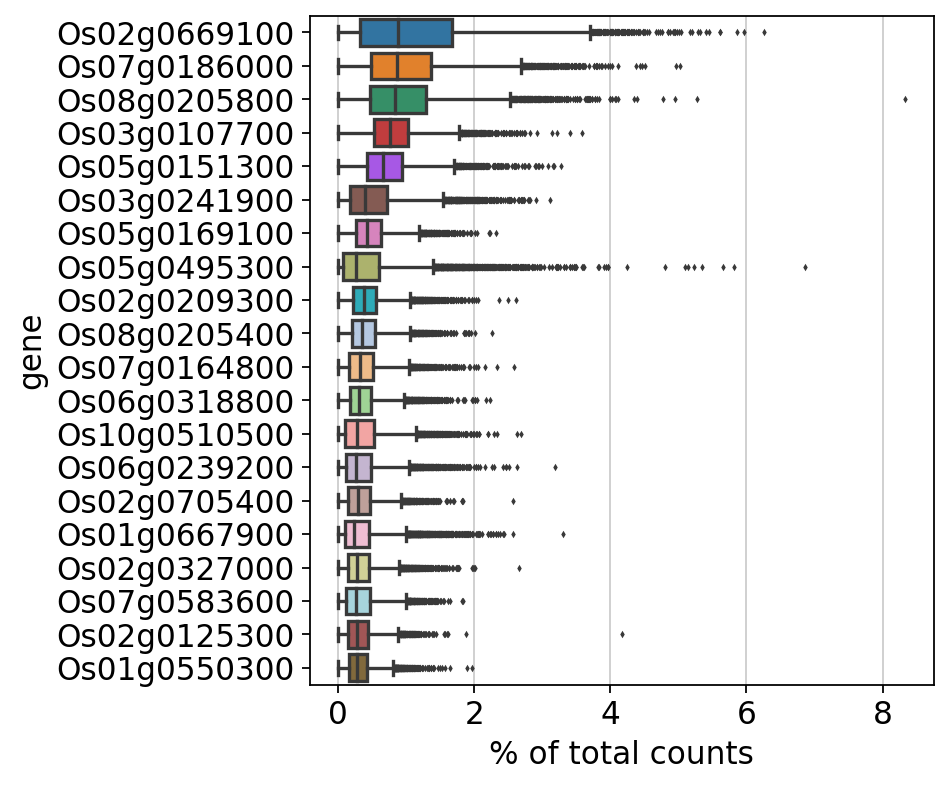 Os02g0669100
Os07g0186000
Os08g0205800
Os03g0107700
Os05g0151300
Os03g0241900
Os05g0169100
Os05g0495300
Os02g0209300
Os08g0205400
Os07g0164800
Os06g0318800
Os10g0510500
Os06g0239200
Os02g0705400
Os01g0667900
Os02g0327000
Os07g0583600
Os02g0125300
Os01g0550300
gene
0 2 4 6 8
% of total counts